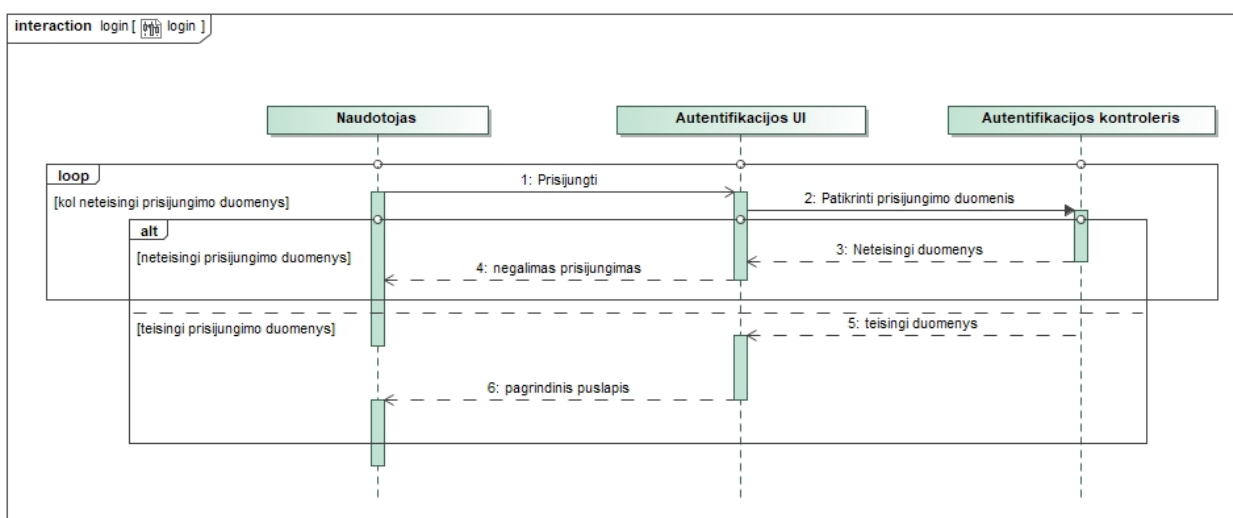 interaction login [ login ]
Naudotojas
Autentifikacijos UI
Autentifikacijos kontroleris
loop
[kol neteisingi prisijungimo duomenys]
1: Prisijungti
2: Patikrinti prisijungimo duomenis
alt
[neteisingi prisijungimo duomenys]
3: Neteisingi duomenys
4: negalimas prisijungimas
[teisingi prisijungimo duomenys]
5: teisingi duomenys
6: pagrindinis puslapis